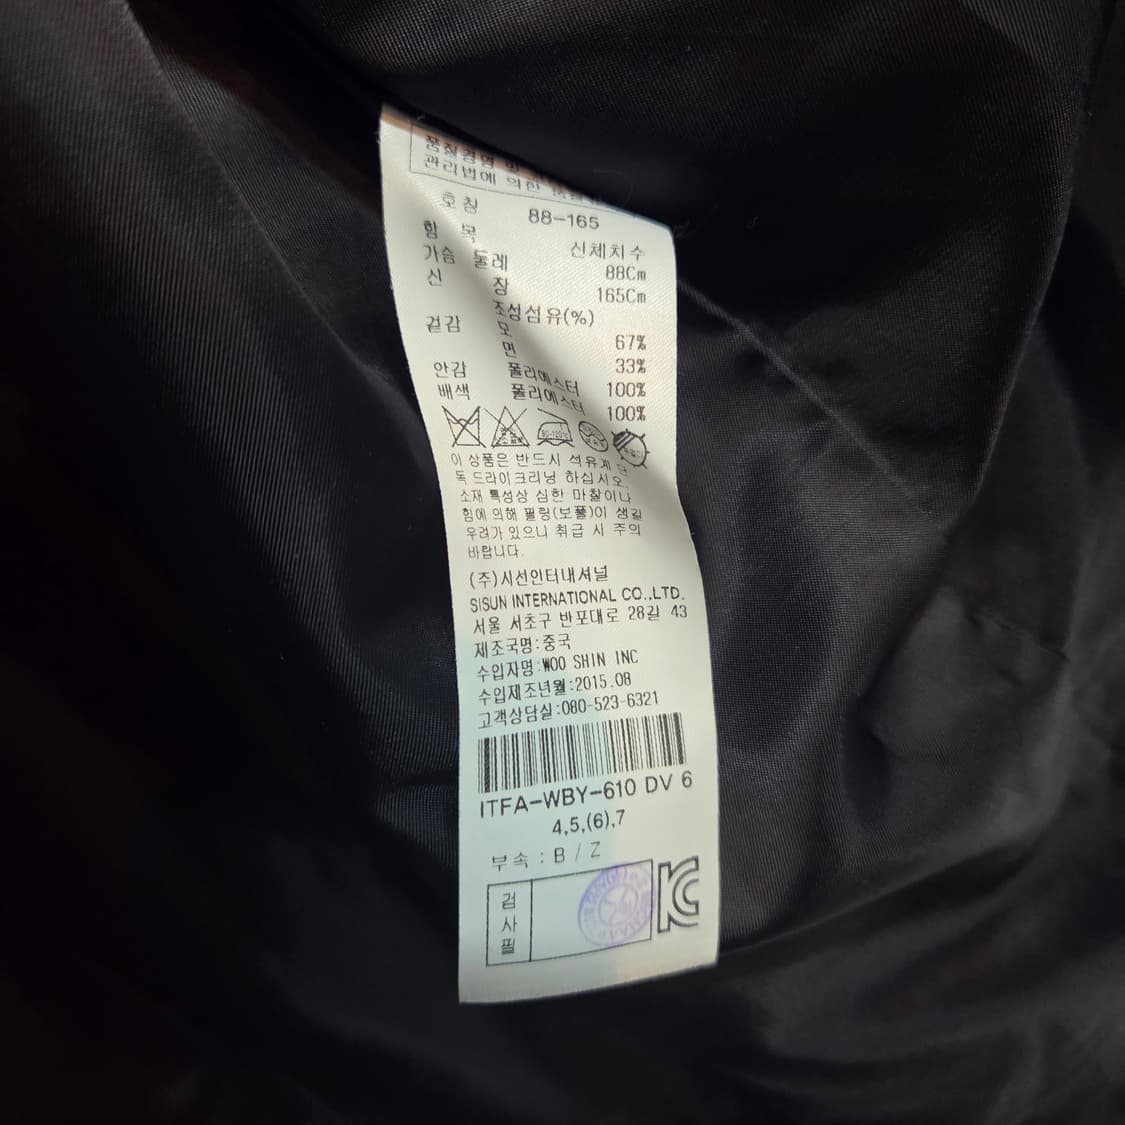 품질경영 및
관리법에 의한 품질
호칭 88-165
항 목 신체치수
가슴 둘레 88Cm
신 장 165Cm
조성섬유(%)
겉감 모 67%
면 33%
안감 폴리에스터 100%
배색 폴리에스터 100%
이 상품은 반드시 석유계 단
독 드라이크리닝 하십시오.
소재 특성상 심한 마찰이나
힘에 의해 필링(보풀)이 생길
우려가 있으니 취급 시 주의
바랍니다.
(주)시선인터내셔널
SISUN INTERNATIONAL CO.,LTD.
서울 서초구 반포대로 28길 43
제조국명:중국
수입자명:WOO SHIN INC
수입제조년월:2015.08
고객상담실:080-523-6321
ITFA-WBY-610 DV 6
4,5,(6),7
부속 : B / Z
검
사
필
KC